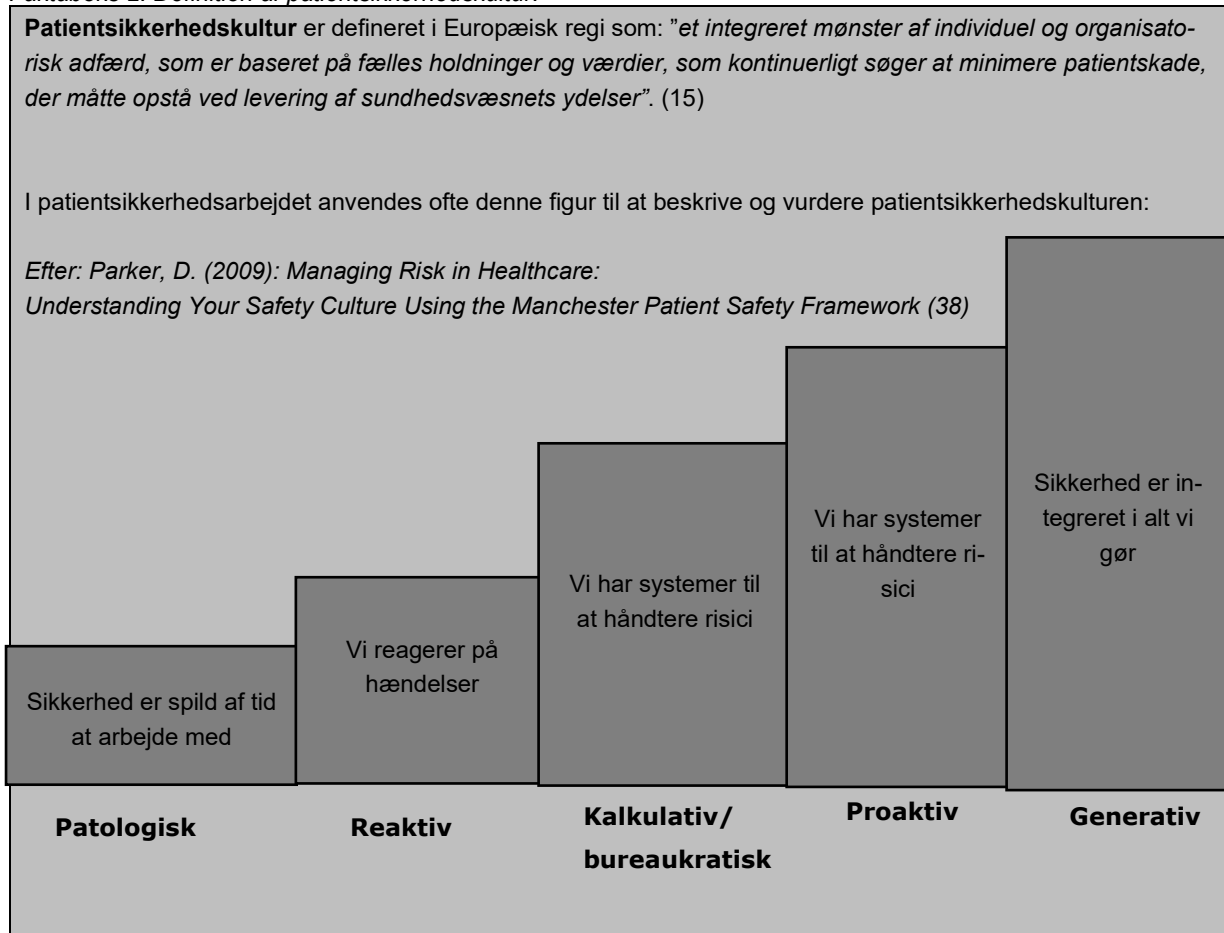 Patientsikkerhedskultur er defineret i Europæisk regi som: ”et integreret mønster af individuel og organisato-
risk adfærd, som er baseret på fælles holdninger og værdier, som kontinuerligt søger at minimere patientskade,
der måtte opstå ved levering af sundhedsvæsnets ydelser”. (15)
I patientsikkerhedsarbejdet anvendes ofte denne figur til at beskrive og vurdere patientsikkerhedskulturen:
Efter: Parker, D. (2009): Managing Risk in Healthcare:
Understanding Your Safety Culture Using the Manchester Patient Safety Framework (38)
Sikkerhed er spild af tid
at arbejde med
Vi reagerer på
hændelser
Vi har systemer til
at håndtere risici
Vi har systemer
til at håndtere ri-
sici
Sikkerhed er in-
tegreret i alt vi
gør
Patologisk
Reaktiv
Kalkulativ/
bureaukratisk
Proaktiv
Generativ